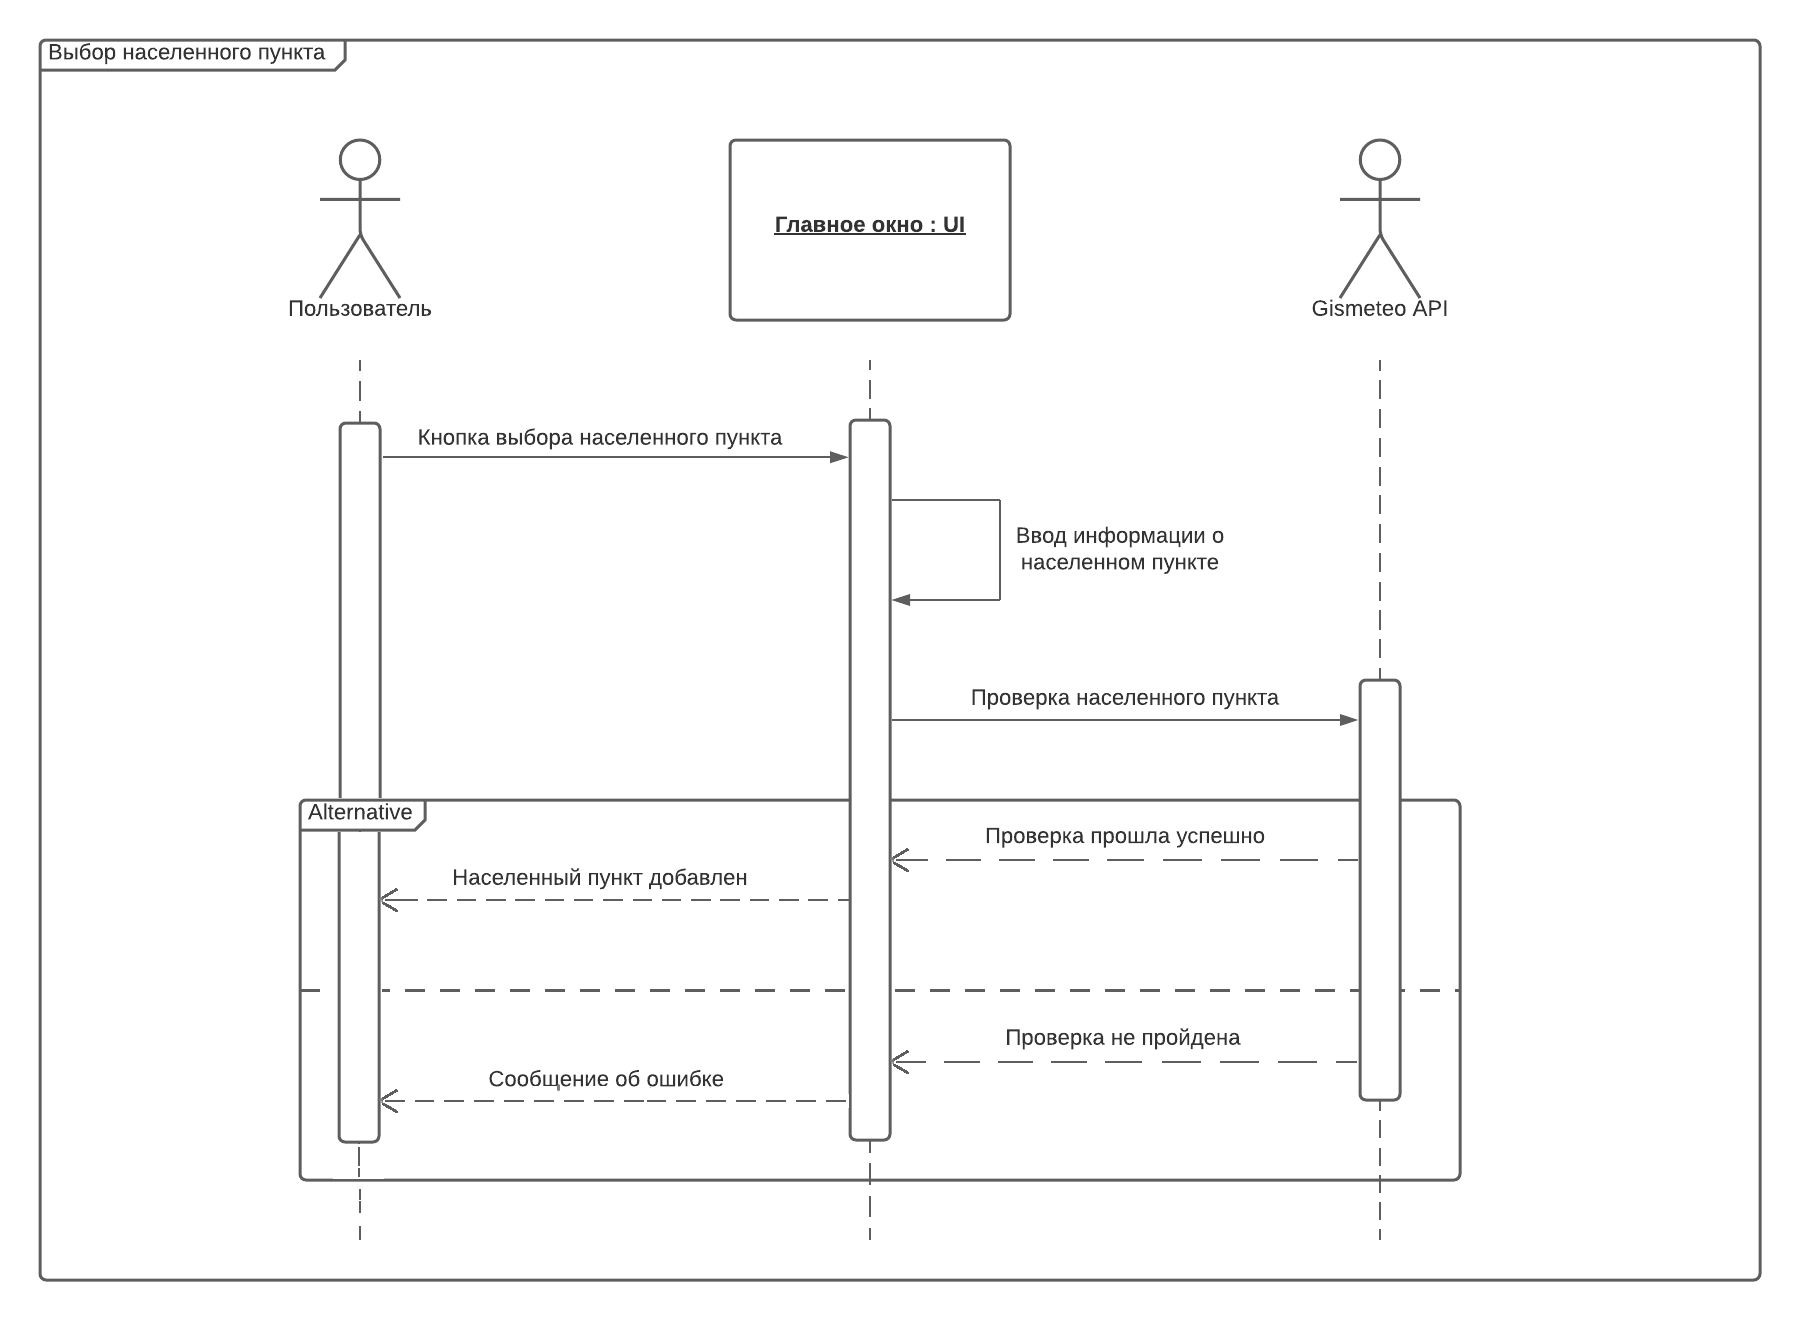 Выбор населенного пункта
Главное окно : UI
Пользователь
Gismeteo API
Кнопка выбора населенного пункта
Ввод информации о
населенном пункте
Проверка населенного пункта
Alternative
Проверка прошла успешно
Населенный пункт добавлен
Проверка не пройдена
Сообщение об ошибке